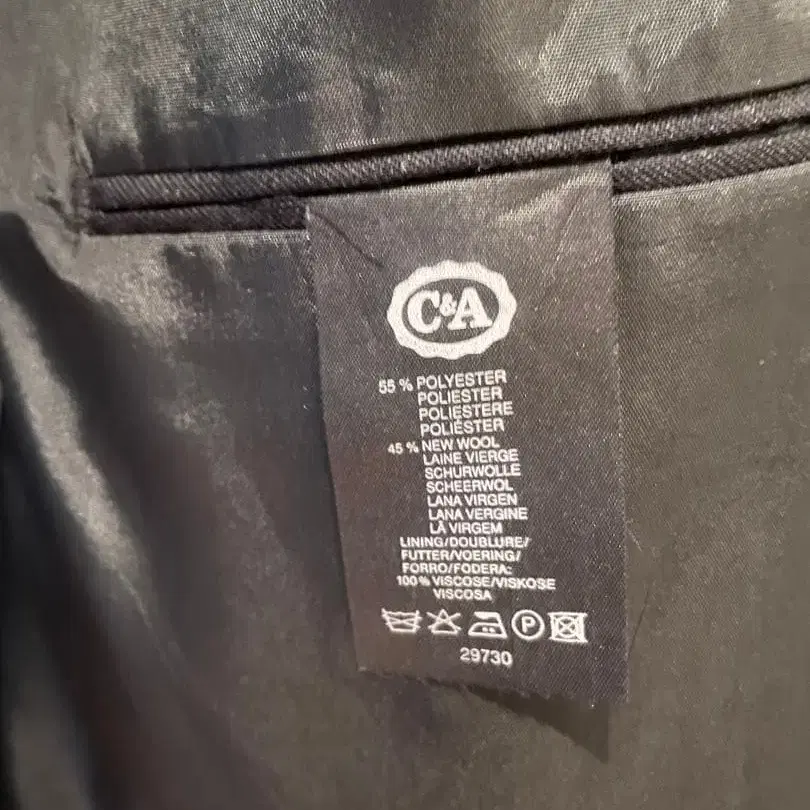 C&A
55 % POLYESTER
POLIESTER
POLIESTERE
POLIÉSTER
45 % NEW WOOL
LAINE VIERGE
SCHURWOLLE
SCHEERWOL
LANA VIRGEN
LANA VERGINE
LÃ VIRGEM
LINING/DOUBLURE/
FUTTER/VOERING/
FORRO/FODERA:
100 % VISCOSE/VISKOSE
VISCOSA
P
29730